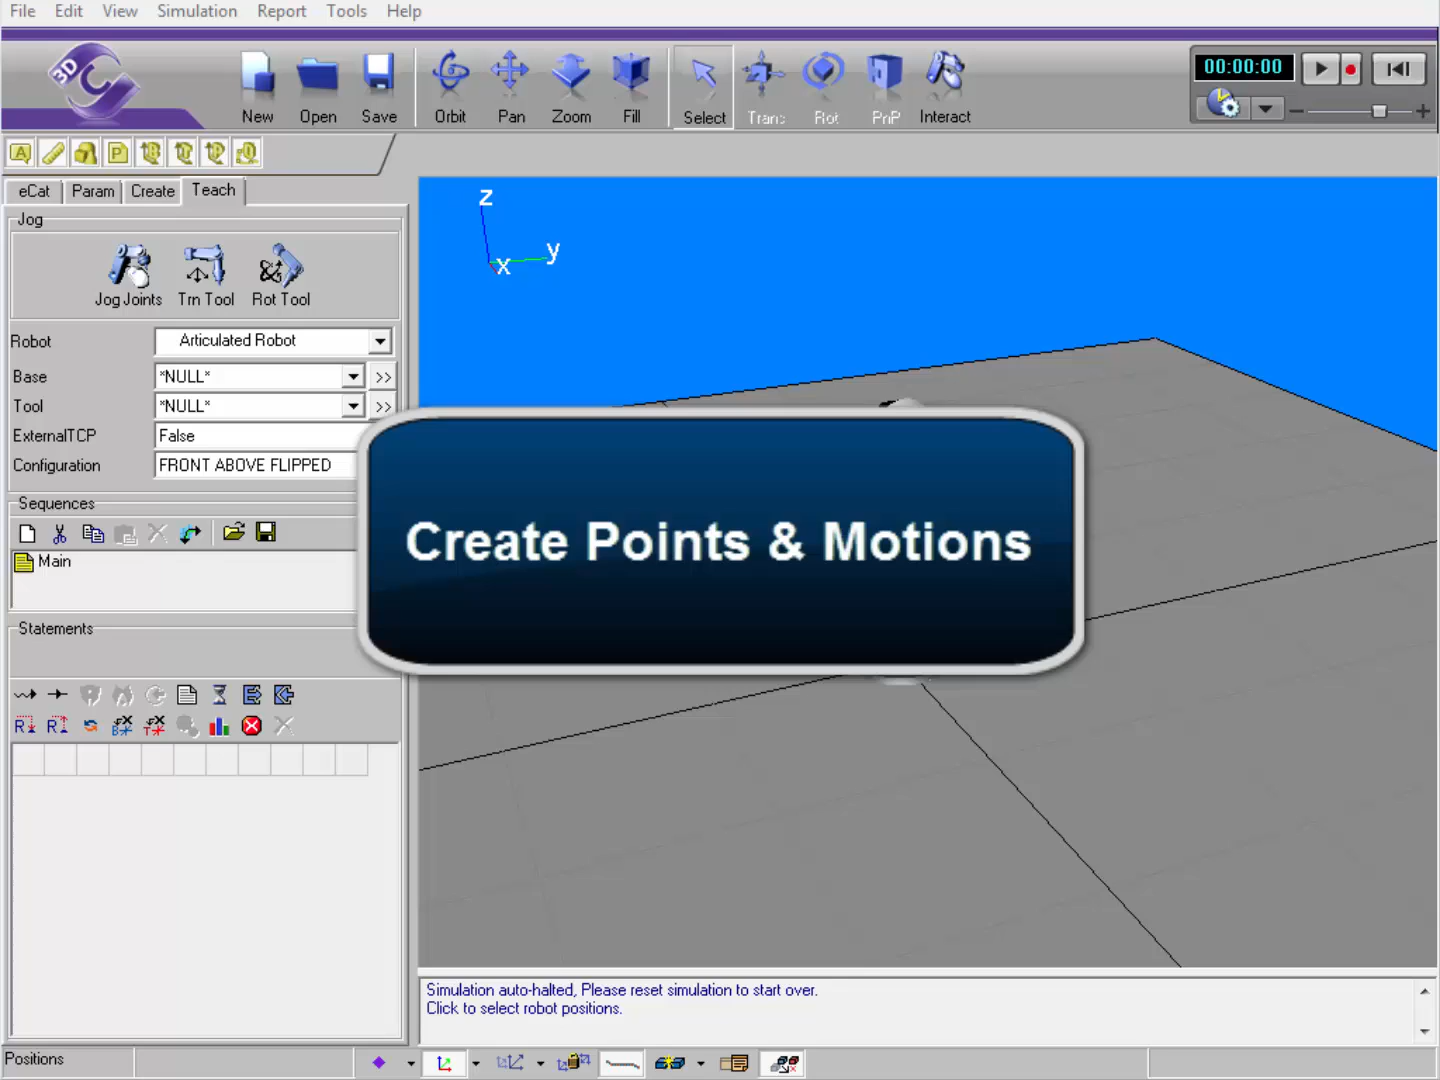 File Edit View Simulation Report Tools Help
3D C
New Open Save Orbit Pan Zoom Fill Select Trans Rot PnP Interact
00:00:00
eCat Param Create Teach
Jog
Jog Joints Trn Tool Rot Tool
Robot Articulated Robot
Base *NULL* >>
Tool *NULL* >>
ExternalTCP False
Configuration FRONT ABOVE FLIPPED
Sequences
Main
Statements
z
y
x
Create Points & Motions
Simulation auto-halted, Please reset simulation to start over.
Click to select robot positions.
Positions